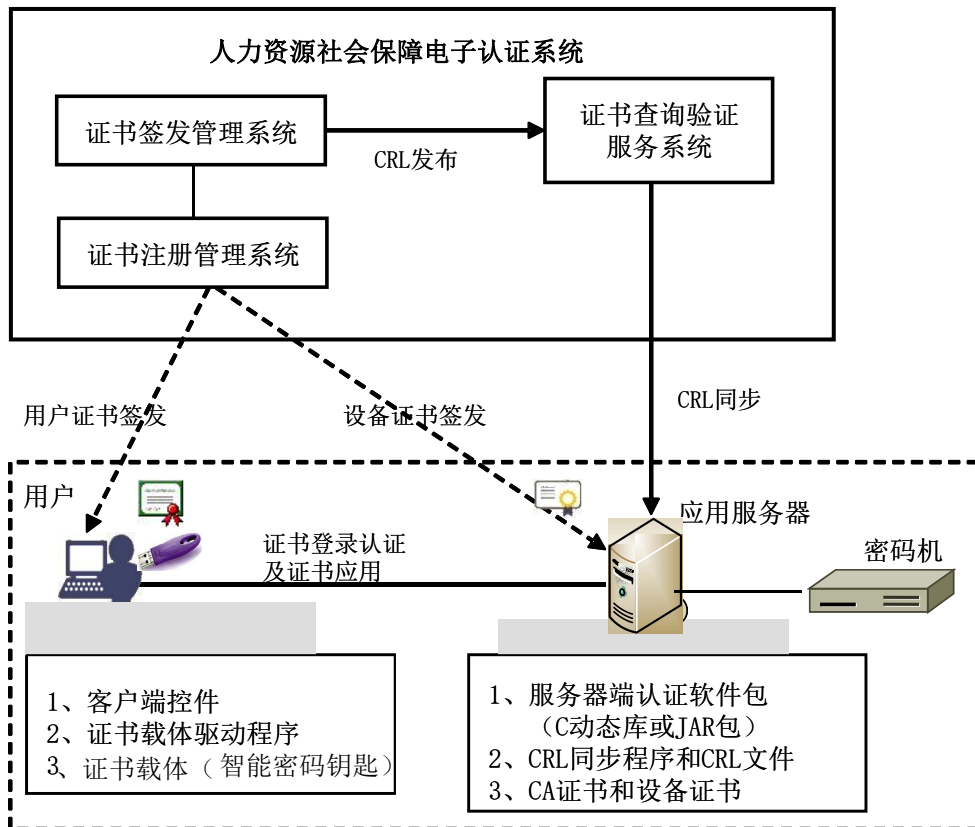 人力资源社会保障电子认证系统
证书签发管理系统
CRL发布
证书查询验证
服务系统
证书注册管理系统
用户证书签发
设备证书签发
CRL同步
用户
应用服务器
密码机
证书登录认证
及证书应用
1、客户端控件
2、证书载体驱动程序
3、证书载体（智能密码钥匙）
1、服务器端认证软件包
（C动态库或JAR包）
2、CRL同步程序和CRL文件
3、CA证书和设备证书